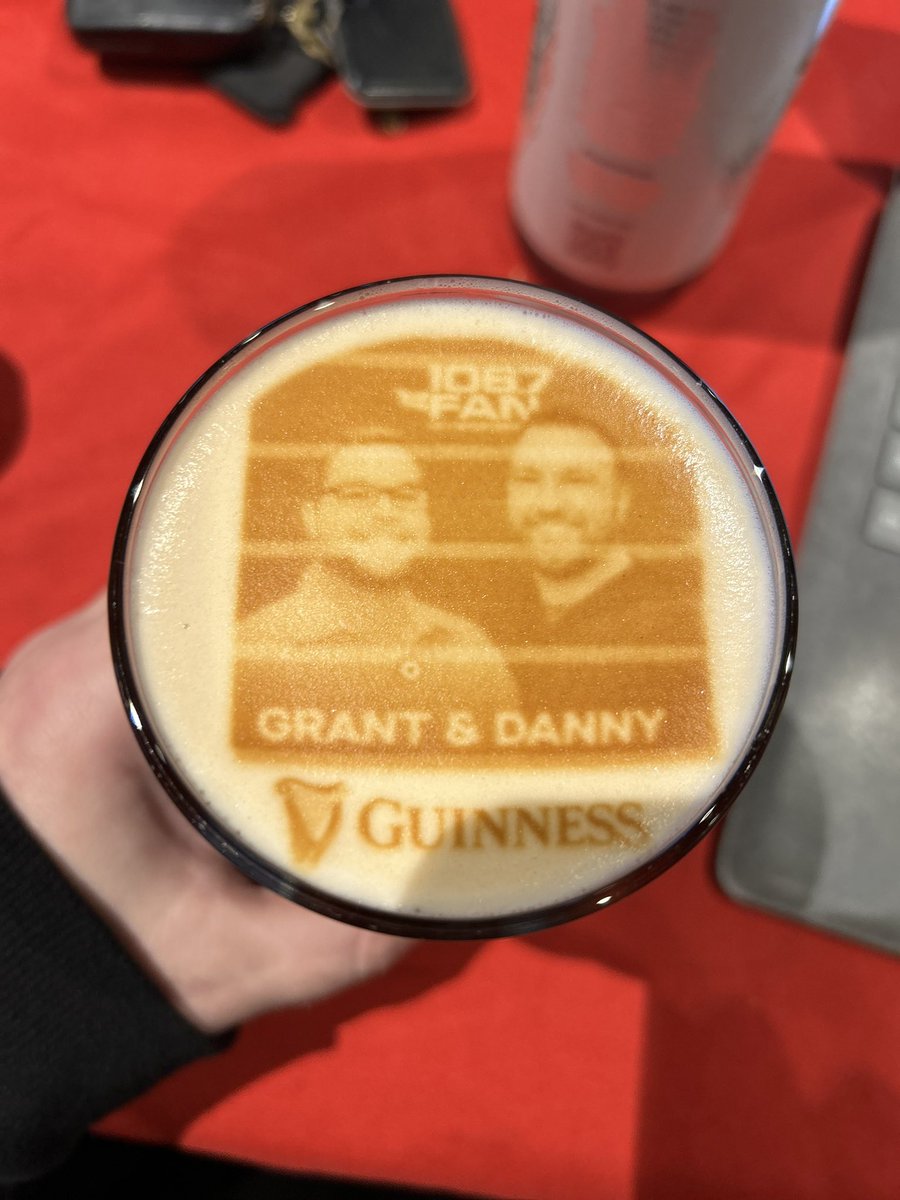 106.7
FAN
GRANT & DANNY
GUINNESS